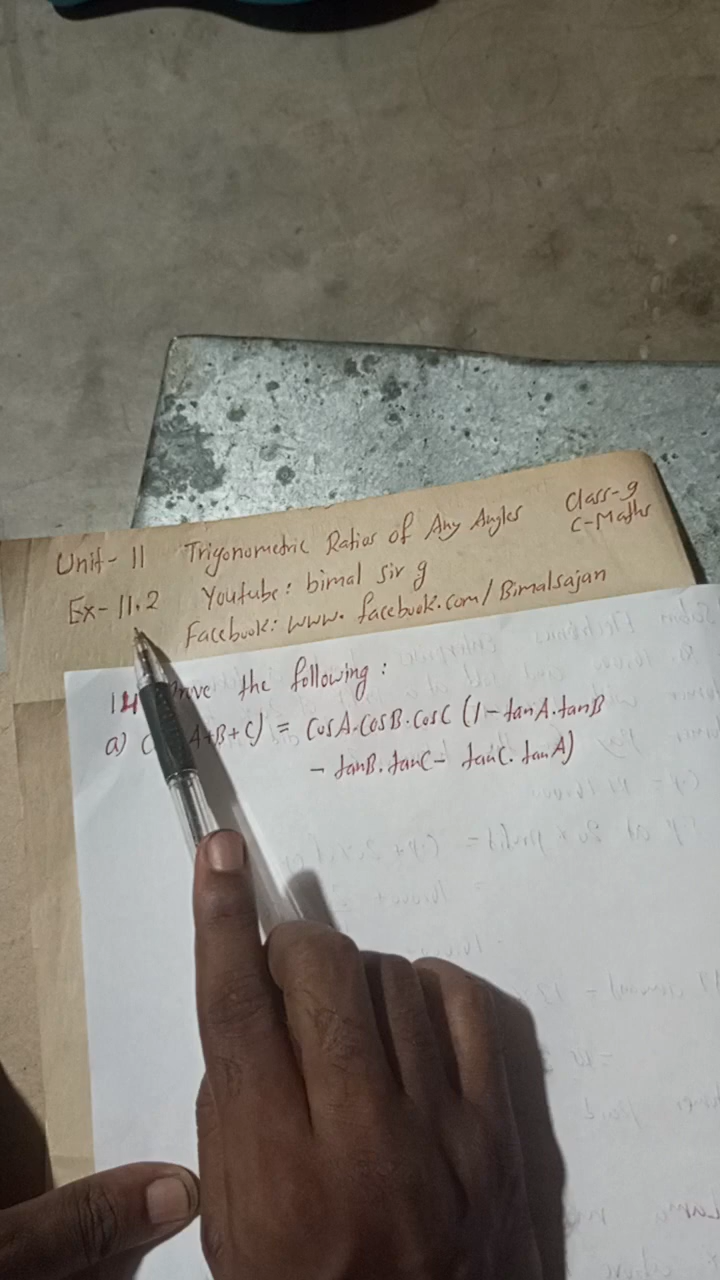 Unit- 11 Trigonometric Ratios of Any Angles Class-9
C-Maths
Ex- 11.2 Youtube: bimal sir g
Facebook: www. facebook.com/Bimalsajan
14 the following :
a) C A+B+C) = CosA.CosB.CosC (1-tanA.tanB
- tanB.tanC- tanC.tanA)